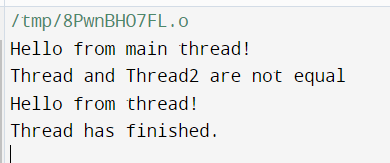 /tmp/8PwnBHO7FL.o
Hello from main thread!
Thread and Thread2 are not equal
Hello from thread!
Thread has finished.